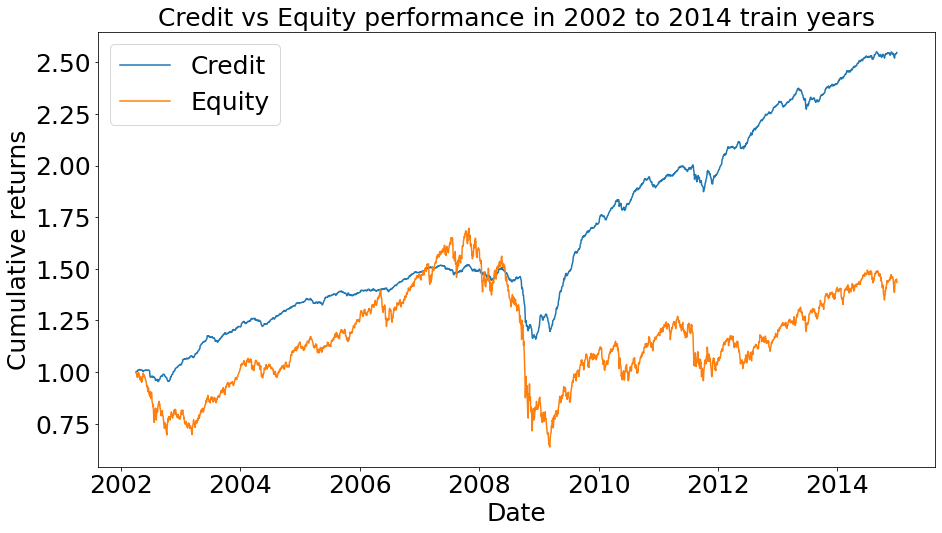 Credit vs Equity performance in 2002 to 2014 train years
Credit
Equity
Cumulative returns
2.50
2.25
2.00
1.75
1.50
1.25
1.00
0.75
2002 2004 2006 2008 2010 2012 2014
Date